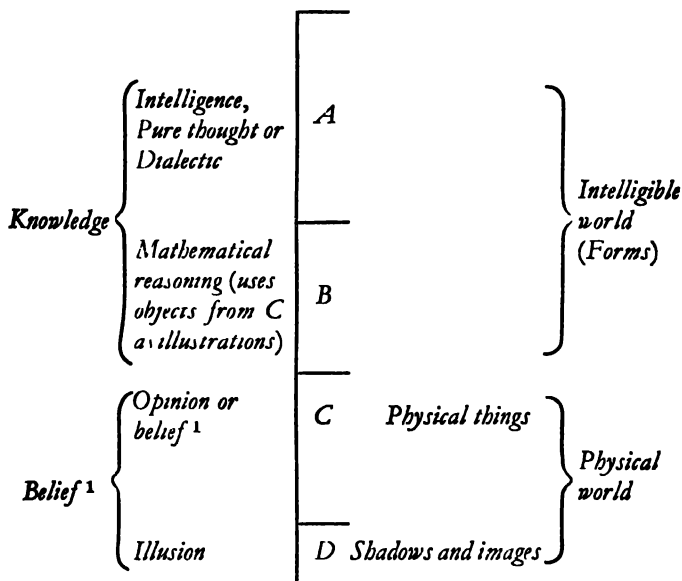 Intelligence,
Pure thought or
Dialectic
A
Knowledge
Intelligible
world
(Forms)
Mathematical
reasoning (uses
objects from C
as illustrations)
B
Opinion or
belief ¹
C
Physical things
Belief ¹
Physical
world
Illusion
D
Shadows and images